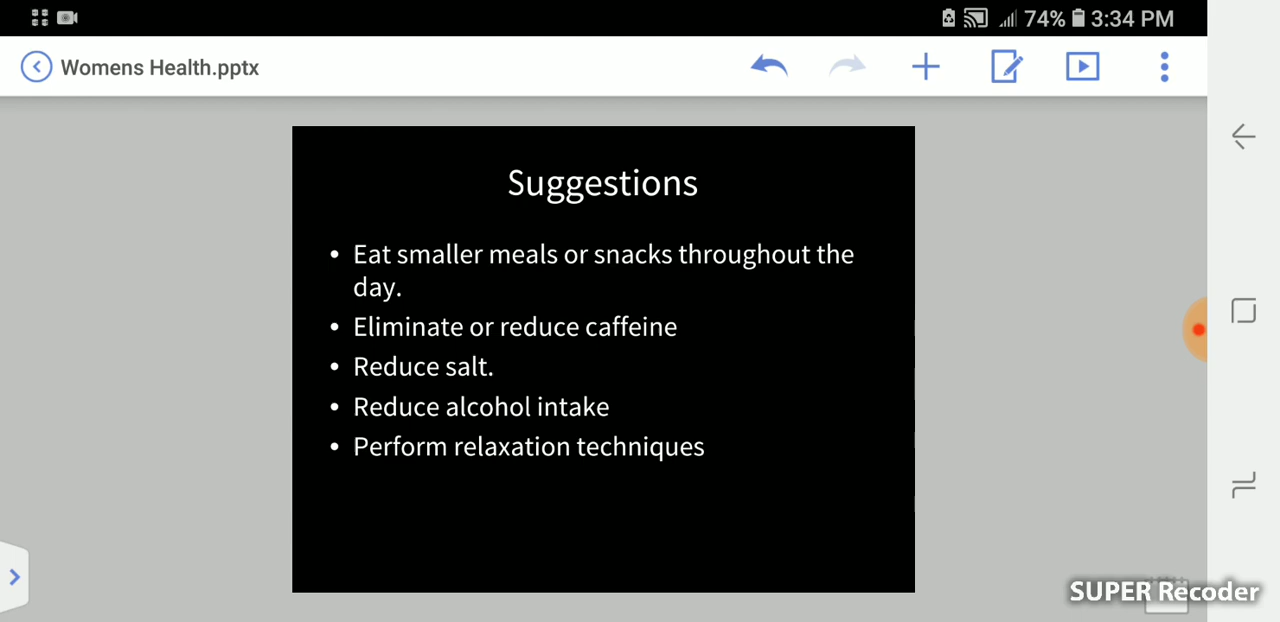 74% 3:34 PM
Womens Health.pptx
Suggestions
• Eat smaller meals or snacks throughout the
day.
• Eliminate or reduce caffeine
• Reduce salt.
• Reduce alcohol intake
• Perform relaxation techniques
SUPER Recoder